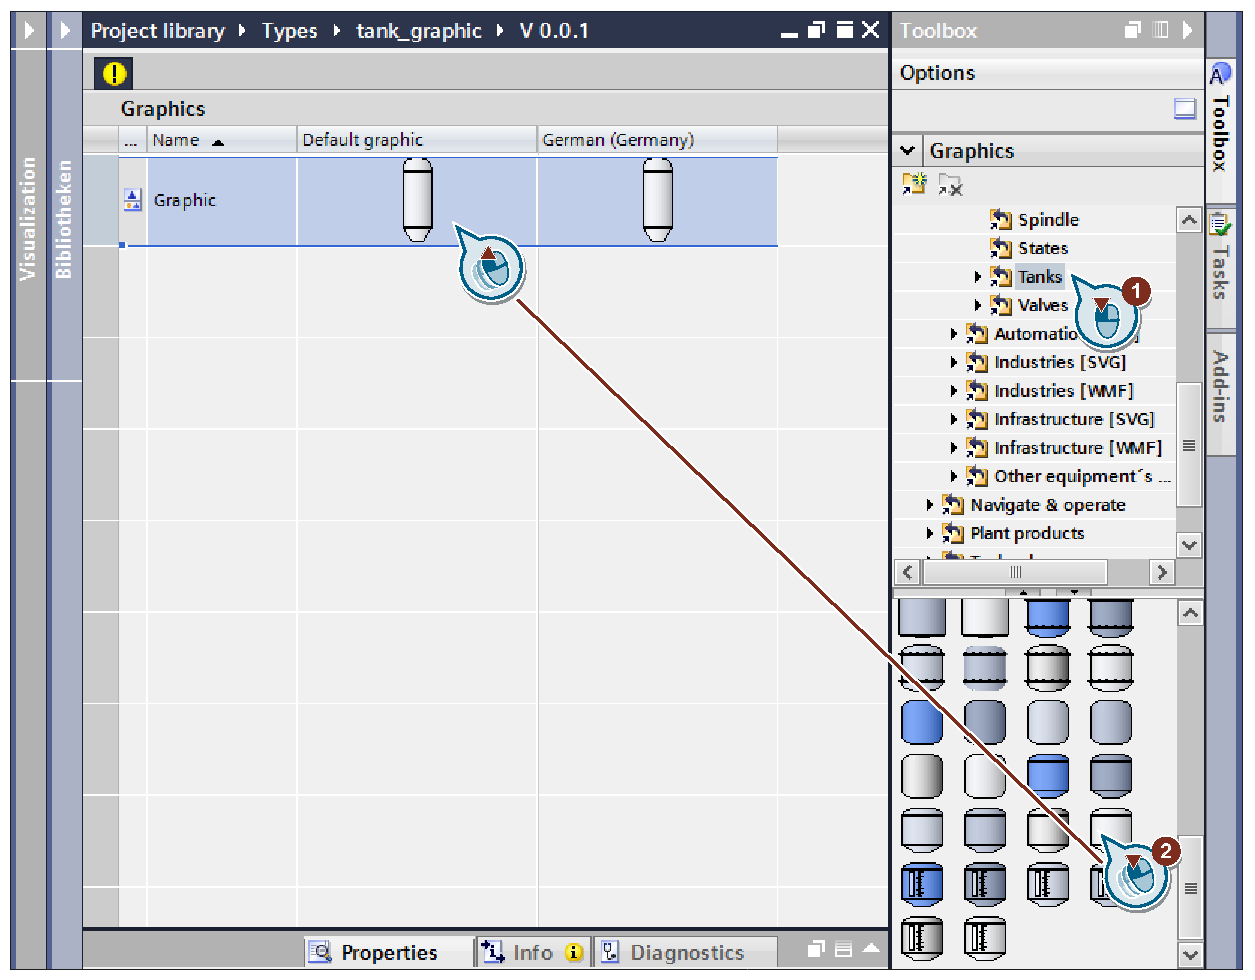 Project library Types tank_graphic V 0.0.1
Toolbox
Options
Graphics
... Name Default graphic German (Germany)
Graphic
Graphics
Spindle
States
Tanks
1
Valves
Automatio
]
Industries [SVG]
Industries [WMF]
Infrastructure [SVG]
Infrastructure [WMF]
Other equipment´s ...
Navigate & operate
Plant products
2
Visualization
Bibliotheken
Toolbox
Tasks
Add-ins
Properties
Info
Diagnostics